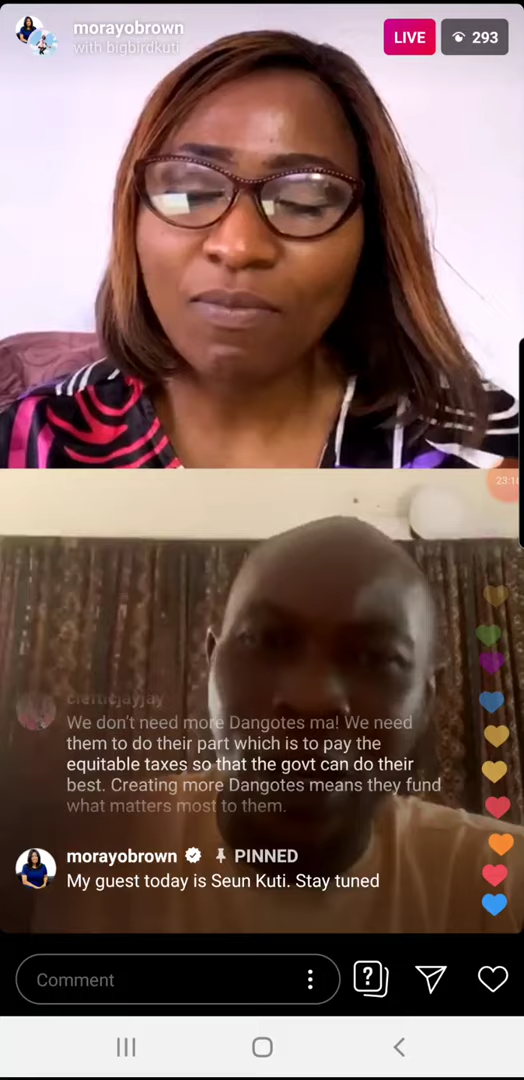 morayobrown
with bigbirdkuti
LIVE
293
We don't need more Dangotes ma! We need
them to do their part which is to pay the
equitable taxes so that the govt can do their
best. Creating more Dangotes means they fund
what matters most to them.
morayobrown PINNED
My guest today is Seun Kuti. Stay tuned
Comment